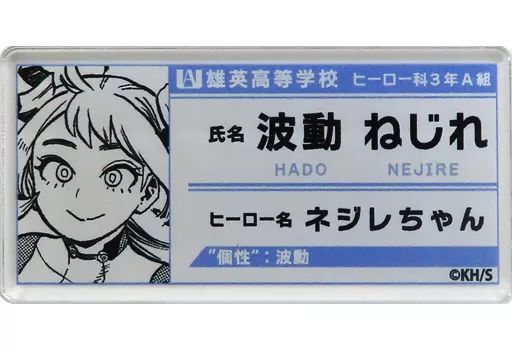 UA 雄英高等学校 ヒーロー科3年A組
氏名 波動 ねじれ
HADO NEJIRE
ヒーロー名 ネジレちゃん
"個性"：波動
©KH/S